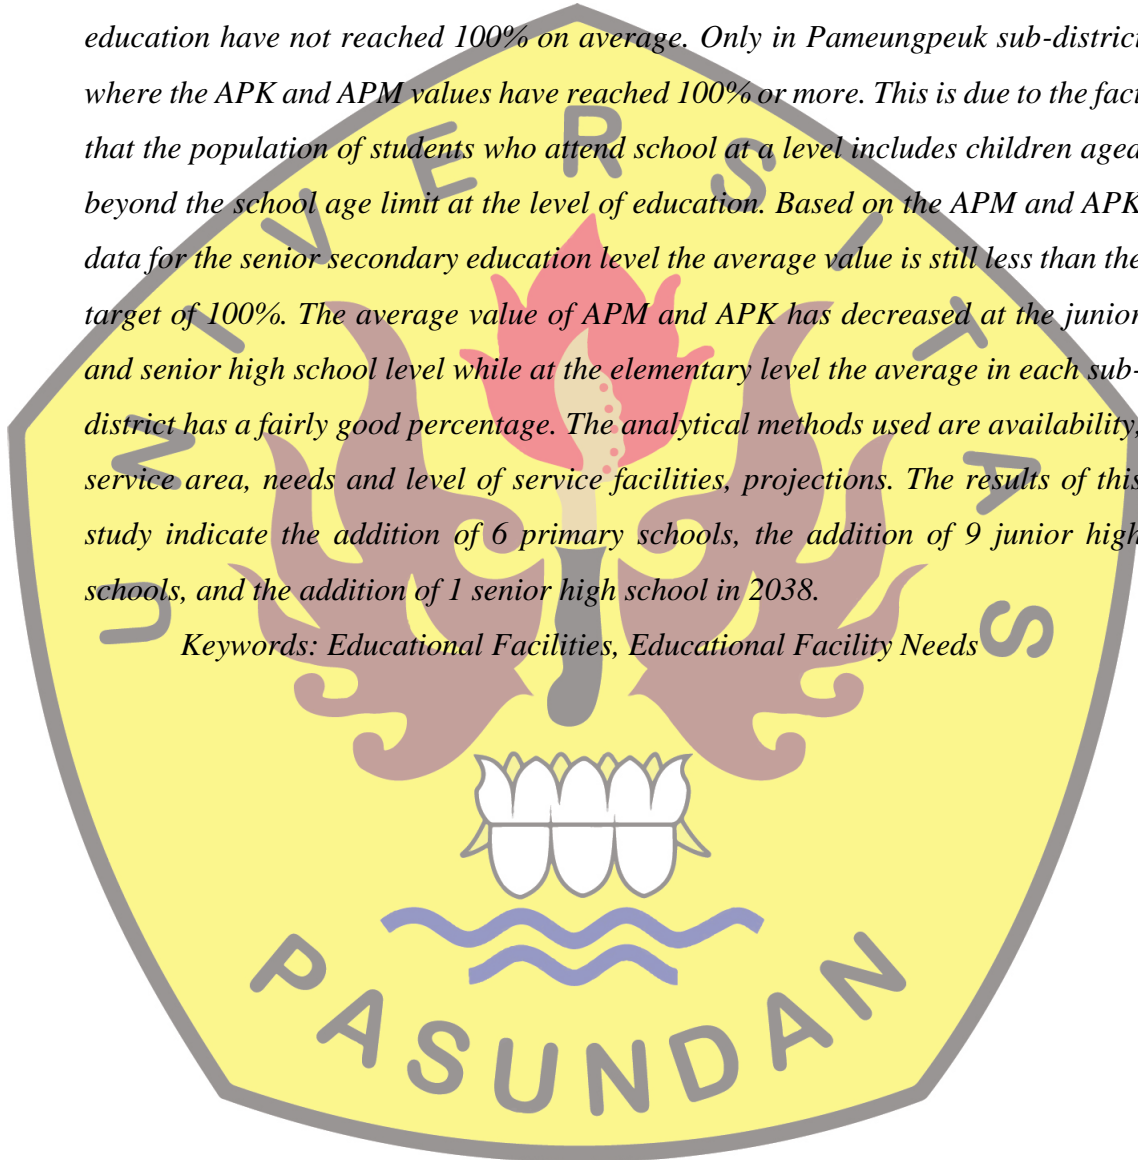 education have not reached 100% on average. Only in Pameungpeuk sub-district
where the APK and APM values have reached 100% or more. This is due to the fact
that the population of students who attend school at a level includes children aged
beyond the school age limit at the level of education. Based on the APM and APK
data for the senior secondary education level the average value is still less than the
target of 100%. The average value of APM and APK has decreased at the junior
and senior high school level while at the elementary level the average in each sub-
district has a fairly good percentage. The analytical methods used are availability,
service area, needs and level of service facilities, projections. The results of this
study indicate the addition of 6 primary schools, the addition of 9 junior high
schools, and the addition of 1 senior high school in 2038.
Keywords: Educational Facilities, Educational Facility Needs
UNIVERSITAS
PASUNDAN